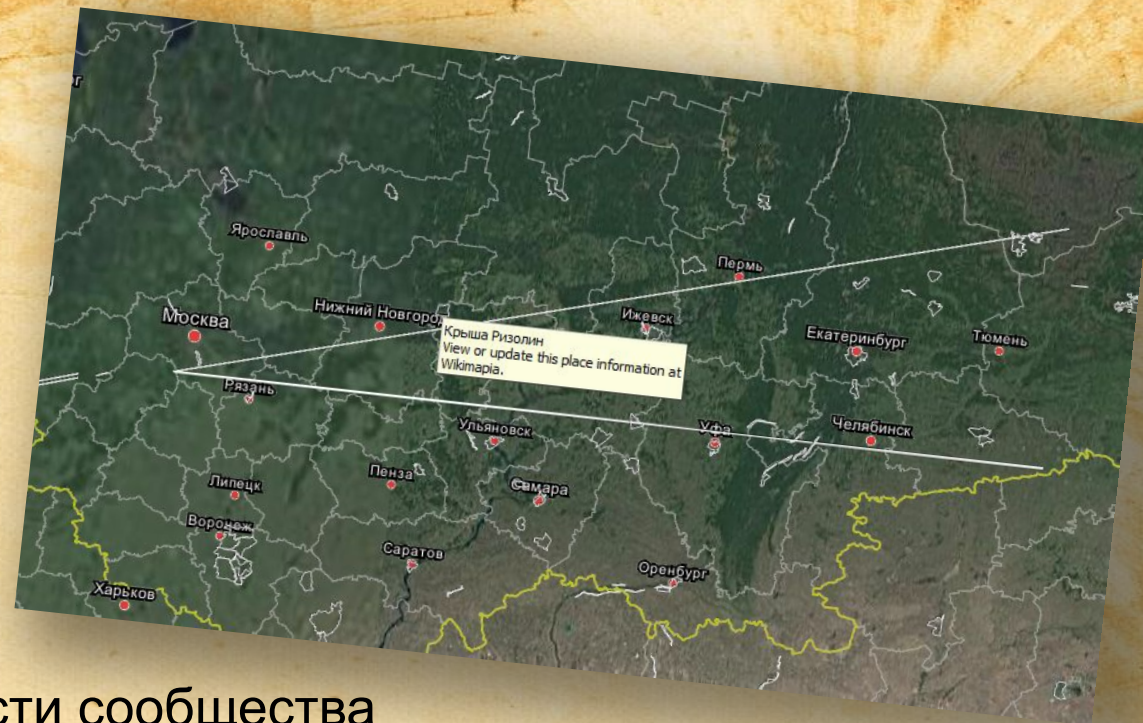 Ярославль
Пермь
Москва
Нижний Новгород
Ижевск
Екатеринбург
Тюмень
Крыша Ризолин
View or update this place information at
Wikimapia.
Рязань
Ульяновск
Уфа
Челябинск
Липецк
Пенза
Самара
Воронеж
Саратов
Оренбург
Харьков
сти сообщества